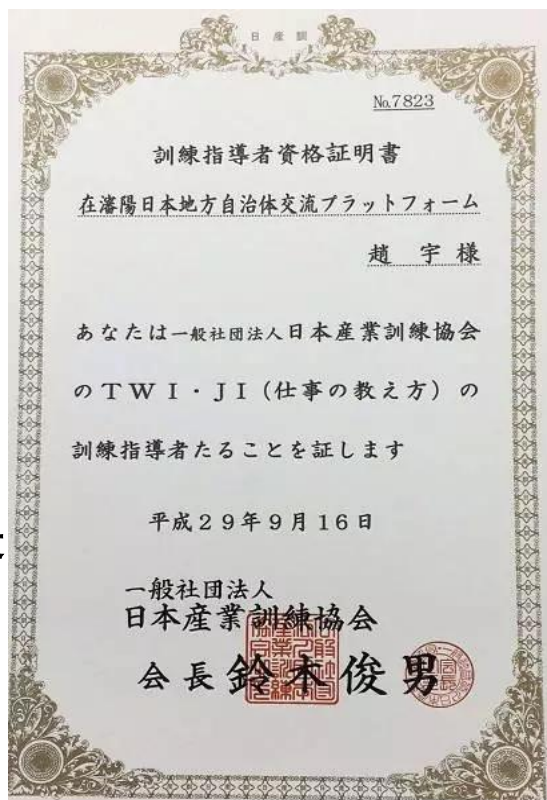 日産訓
No.7823
訓練指導者資格証明書
在瀋陽日本地方自治体交流プラットフォーム
趙 宇 様
あなたは一般社団法人日本産業訓練協会
のTWI・JI(仕事の教え方)の
訓練指導者たることを証します
平成29年9月16日
一般社団法人
日本産業訓練協会
会長 鈴木俊男